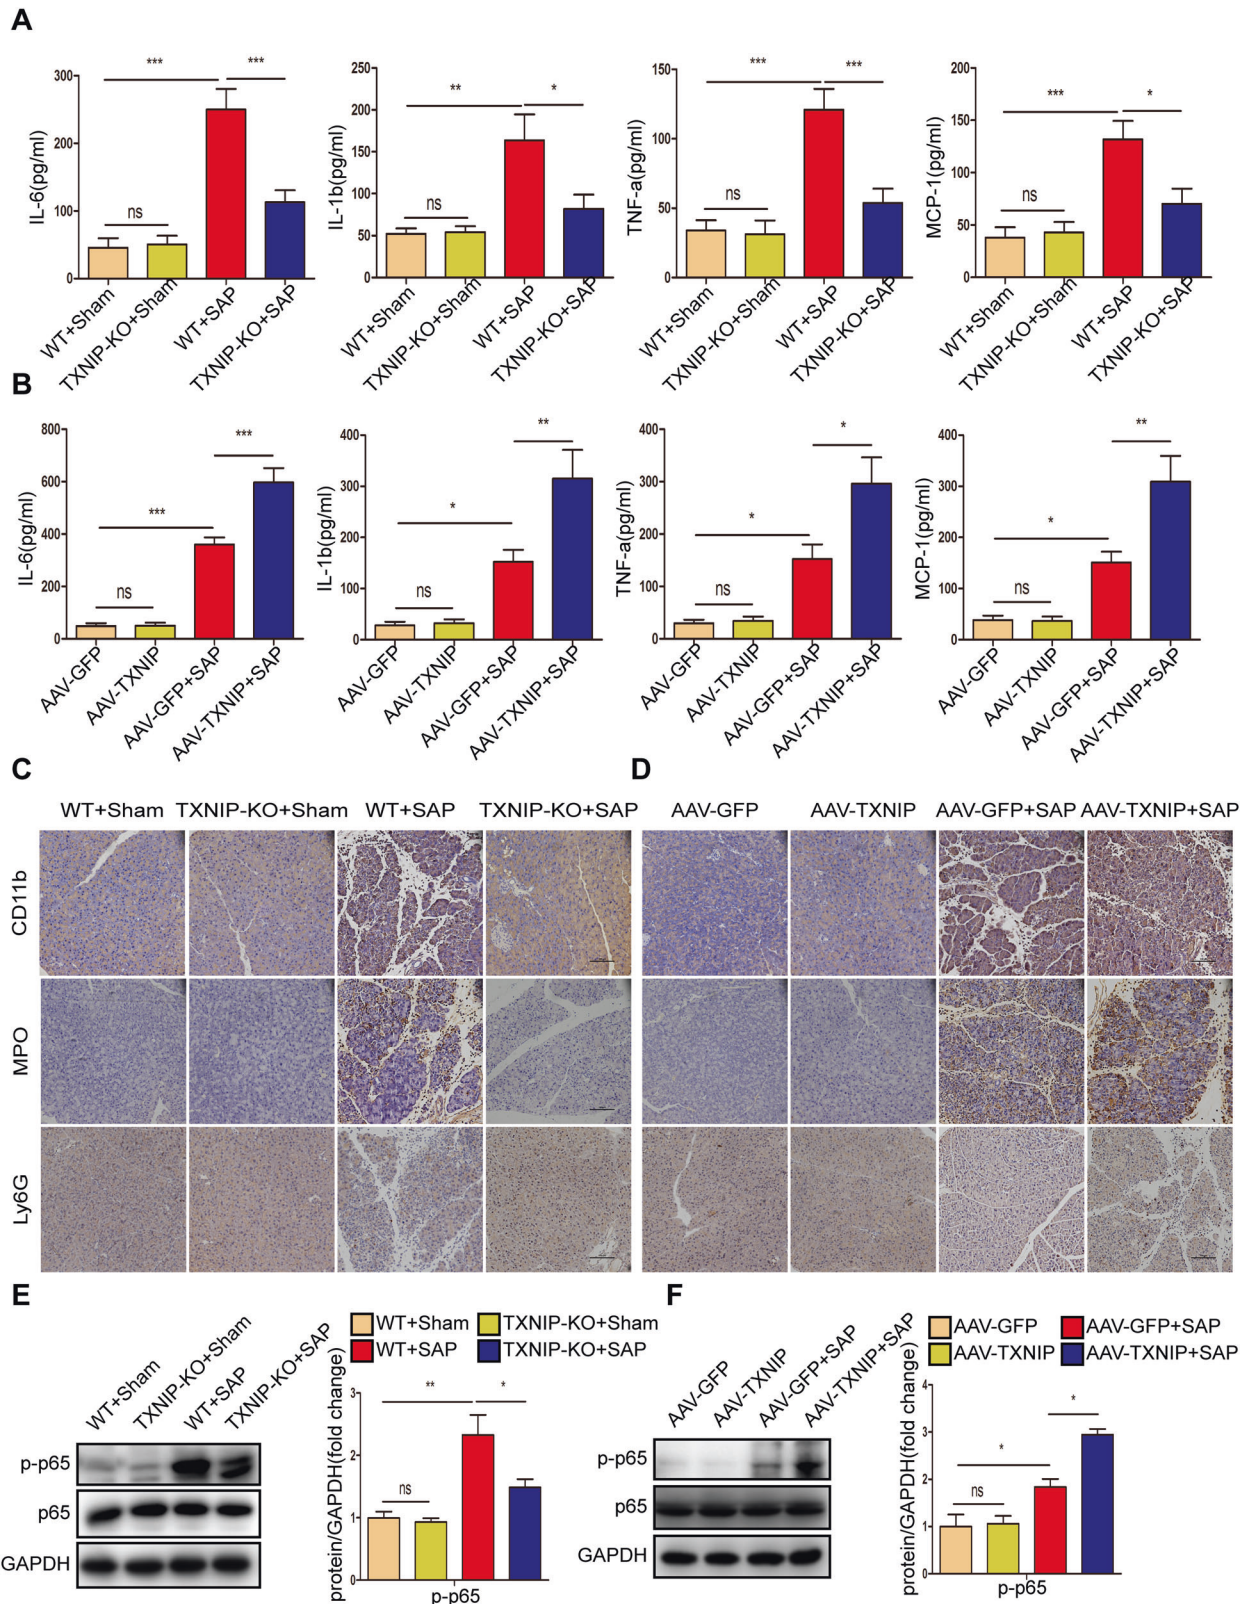 A
IL-6(pg/ml)
300
200
100
0
***
***
ns
WT+Sham
TXNIP-KO+Sham
WT+SAP
TXNIP-KO+SAP
IL-1b(pg/ml)
250
200
150
100
50
0
**
*
ns
WT+Sham
TXNIP-KO+Sham
WT+SAP
TXNIP-KO+SAP
TNF-a(pg/ml)
150
100
50
0
***
***
ns
WT+Sham
TXNIP-KO+Sham
WT+SAP
TXNIP-KO+SAP
MCP-1(pg/ml)
200
150
100
50
0
***
*
ns
WT+Sham
TXNIP-KO+Sham
WT+SAP
TXNIP-KO+SAP
B
IL-6(pg/ml)
800
600
400
200
0
***
***
ns
AAV-GFP
AAV-TXNIP
AAV-GFP+SAP
AAV-TXNIP+SAP
IL-1b(pg/ml)
400
300
200
100
0
**
*
ns
AAV-GFP
AAV-TXNIP
AAV-GFP+SAP
AAV-TXNIP+SAP
TNF-a(pg/ml)
400
300
200
100
0
*
*
ns
AAV-GFP
AAV-TXNIP
AAV-GFP+SAP
AAV-TXNIP+SAP
MCP-1(pg/ml)
400
300
200
100
0
**
*
ns
AAV-GFP
AAV-TXNIP
AAV-GFP+SAP
AAV-TXNIP+SAP
C
WT+Sham TXNIP-KO+Sham WT+SAP TXNIP-KO+SAP
CD11b
MPO
Ly6G
D
AAV-GFP AAV-TXNIP AAV-GFP+SAP AAV-TXNIP+SAP
E
WT+Sham
TXNIP-KO+Sham
WT+SAP
TXNIP-KO+SAP
p-p65
p65
GAPDH
WT+Sham TXNIP-KO+Sham
WT+SAP TXNIP-KO+SAP
protein/GAPDH(fold change)
3
2
1
0
**
*
ns
p-p65
F
AAV-GFP
AAV-TXNIP
AAV-GFP+SAP
AAV-TXNIP+SAP
p-p65
p65
GAPDH
AAV-GFP AAV-GFP+SAP
AAV-TXNIP AAV-TXNIP+SAP
protein/GAPDH(fold change)
4
3
2
1
0
*
*
ns
p-p65